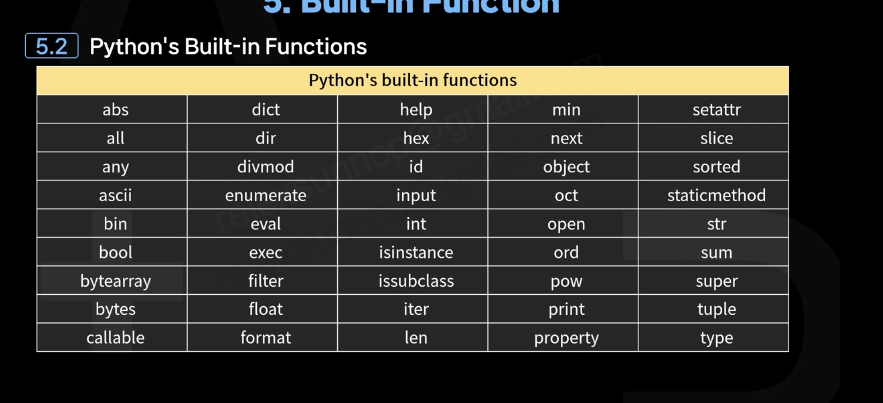 5. Built-in Function
5.2 Python's Built-in Functions
Python's built-in functions
abs dict help min setattr
all dir hex next slice
any divmod id object sorted
ascii enumerate input oct staticmethod
bin eval int open str
bool exec isinstance ord sum
bytearray filter issubclass pow super
bytes float iter print tuple
callable format len property type